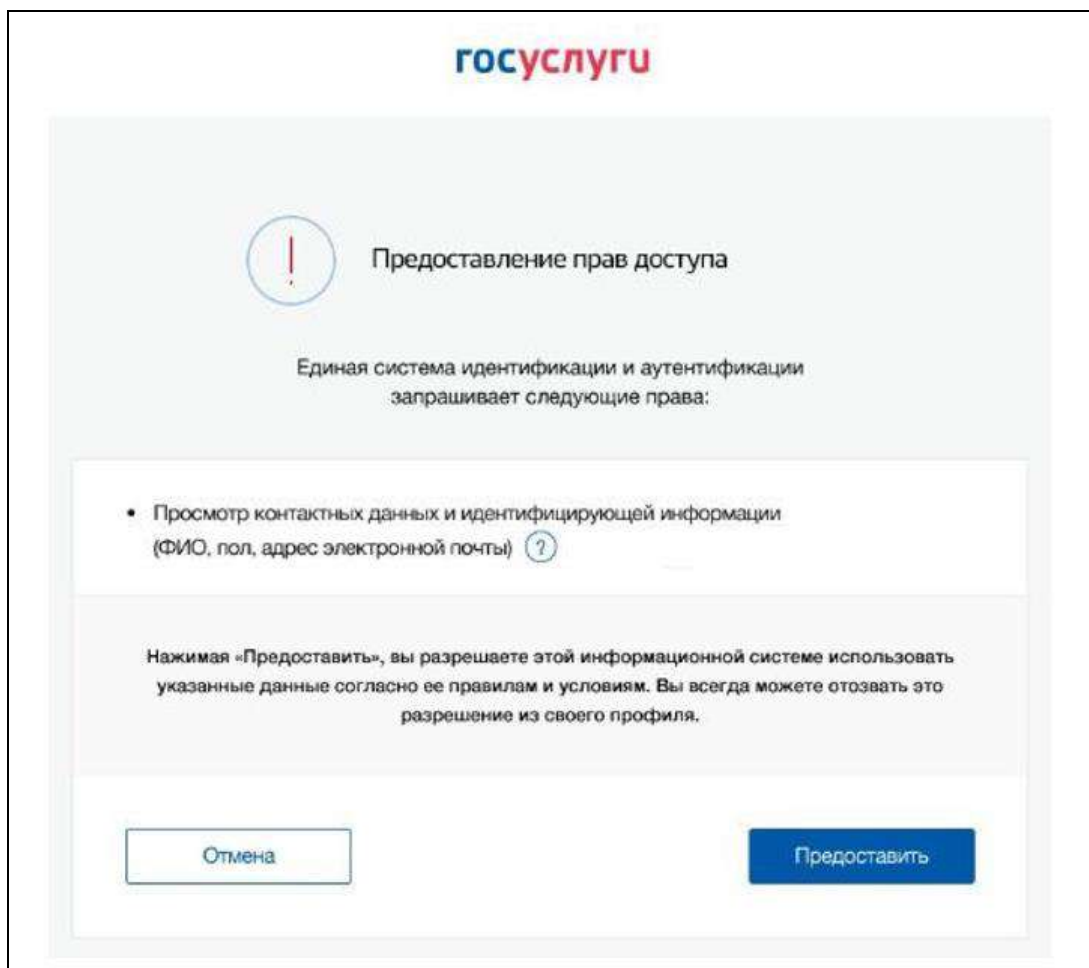 госуслуги
Предоставление прав доступа
Единая система идентификации и аутентификации
запрашивает следующие права:
• Просмотр контактных данных и идентифицирующей информации
(ФИО, пол, адрес электронной почты) ?
Нажимая «Предоставить», вы разрешаете этой информационной системе использовать
указанные данные согласно ее правилам и условиям. Вы всегда можете отозвать это
разрешение из своего профиля.
Отмена
Предоставить